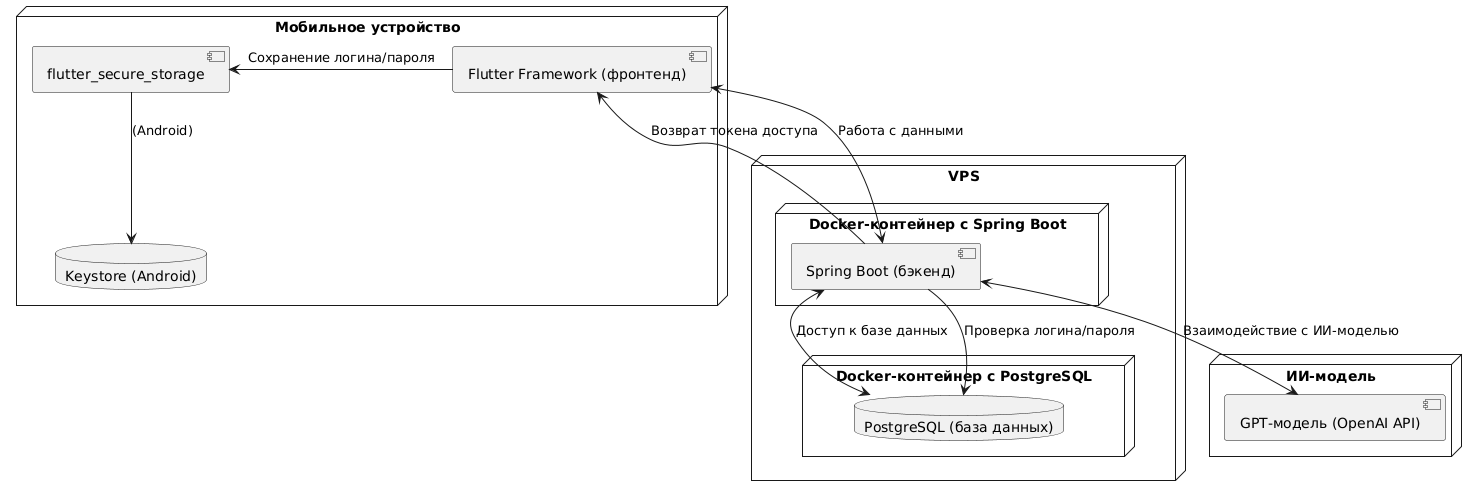 Мобильное устройство
flutter_secure_storage
Сохранение логина/пароля
Flutter Framework (фронтенд)
(Android)
Возврат токена доступа
Работа с данными
Keystore (Android)
VPS
Docker-контейнер с Spring Boot
Spring Boot (бэкенд)
Доступ к базе данных
Проверка логина/пароля
Взаимодействие с ИИ-моделью
Docker-контейнер с PostgreSQL
PostgreSQL (база данных)
ИИ-модель
GPT-модель (OpenAI API)